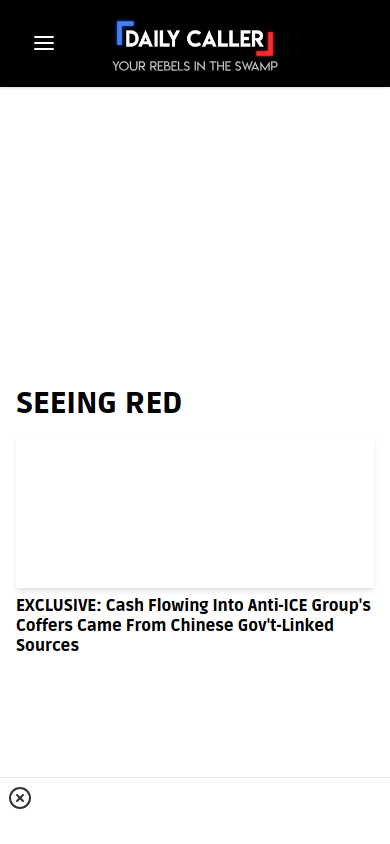 DAILY CALLER
YOUR REBELS IN THE SWAMP
SEEING RED
EXCLUSIVE: Cash Flowing Into Anti-ICE Group's
Coffers Came From Chinese Gov't-Linked
Sources